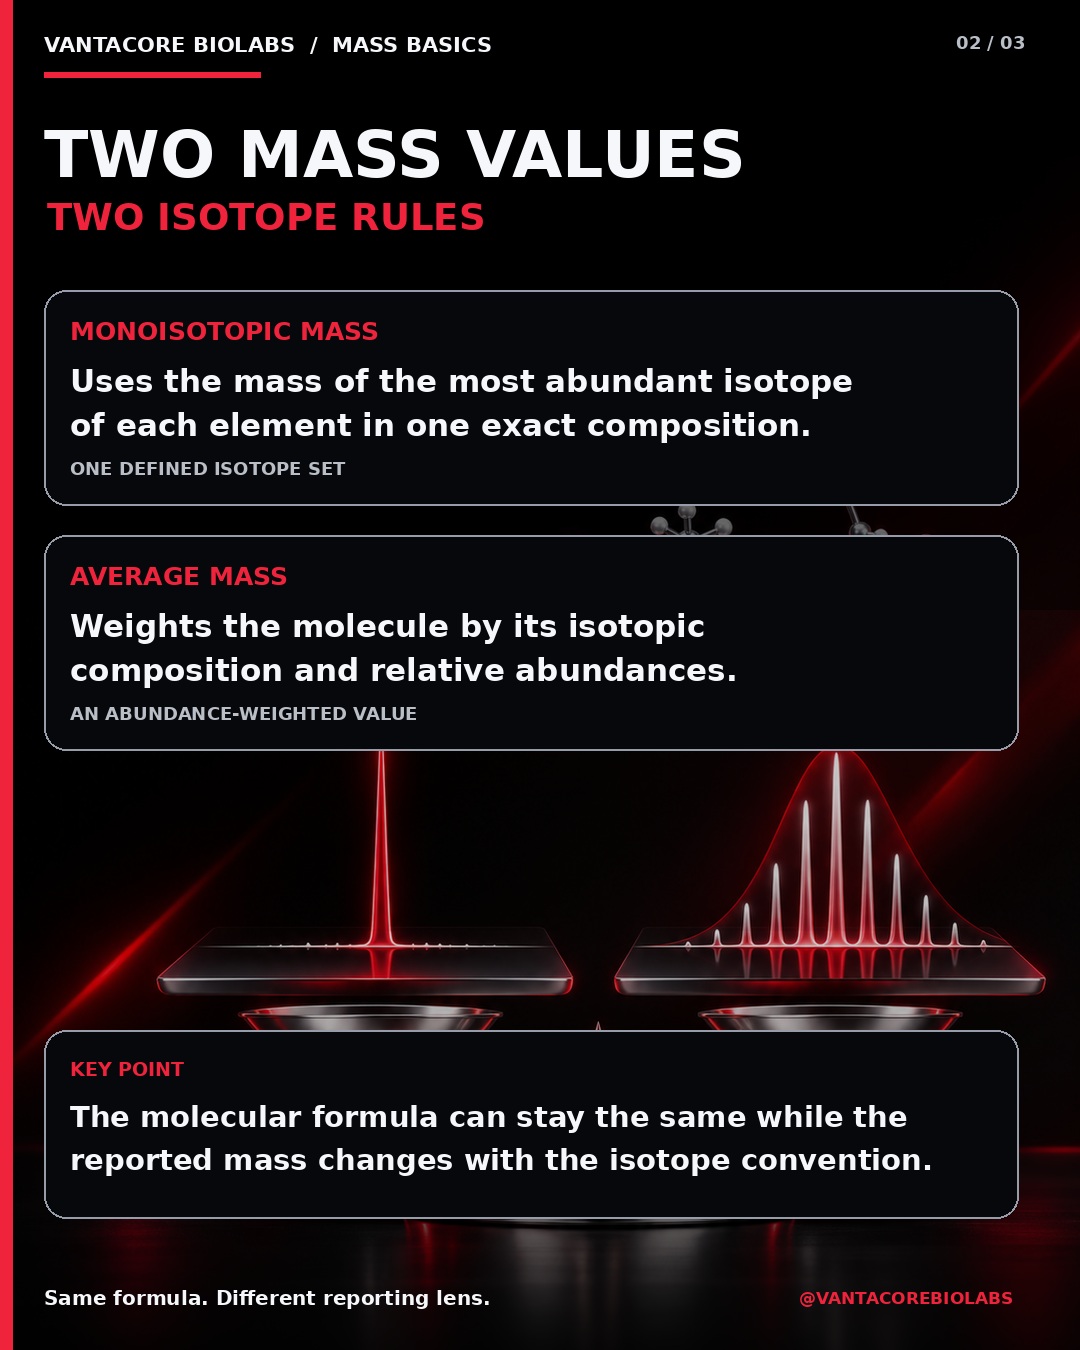 VANTACORE BIOLABS / MASS BASICS
02 / 03
TWO MASS VALUES
TWO ISOTOPE RULES
MONOISOTOPIC MASS
Uses the mass of the most abundant isotope
of each element in one exact composition.
ONE DEFINED ISOTOPE SET
AVERAGE MASS
Weights the molecule by its isotopic
composition and relative abundances.
AN ABUNDANCE-WEIGHTED VALUE
KEY POINT
The molecular formula can stay the same while the
reported mass changes with the isotope convention.
Same formula. Different reporting lens.
@VANTACOREBIOLABS